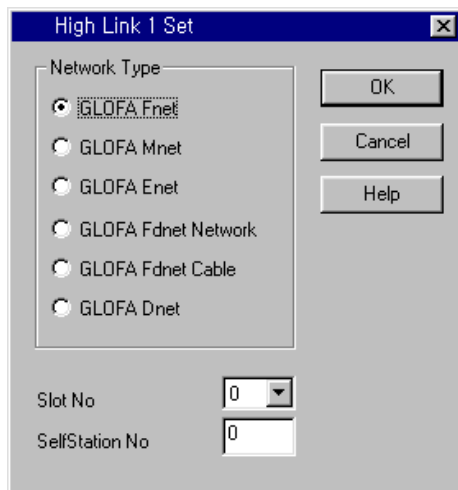 High Link 1 Set
Network Type
GLOFA Fnet
GLOFA Mnet
GLOFA Enet
GLOFA Fdnet Network
GLOFA Fdnet Cable
GLOFA Dnet
OK
Cancel
Help
Slot No 0
SelfStation No 0